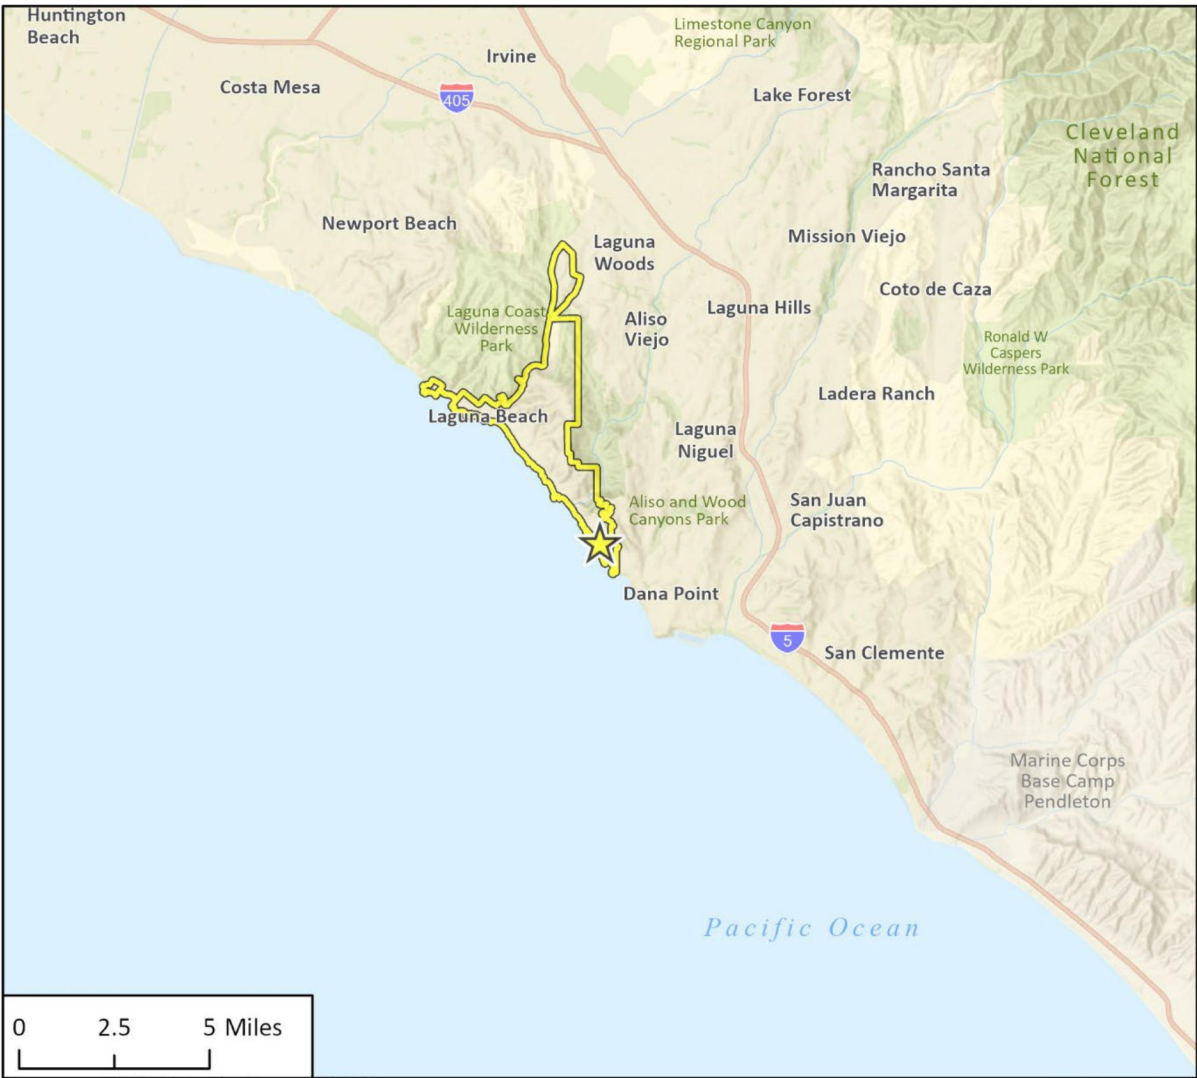 Huntington
Beach
Limestone Canyon
Regional Park
Irvine
Costa Mesa
405
Lake Forest
Cleveland
National
Forest
Rancho Santa
Margarita
Newport Beach
Laguna
Woods
Mission Viejo
Coto de Caza
Laguna Coast
Wilderness
Park
Aliso
Viejo
Laguna Hills
Ronald W
Caspers
Wilderness Park
Ladera Ranch
Laguna Beach
Laguna
Niguel
Aliso and Wood
Canyons Park
San Juan
Capistrano
Dana Point
5
San Clemente
Marine Corps
Base Camp
Pendleton
Pacific Ocean
0 2.5 5 Miles